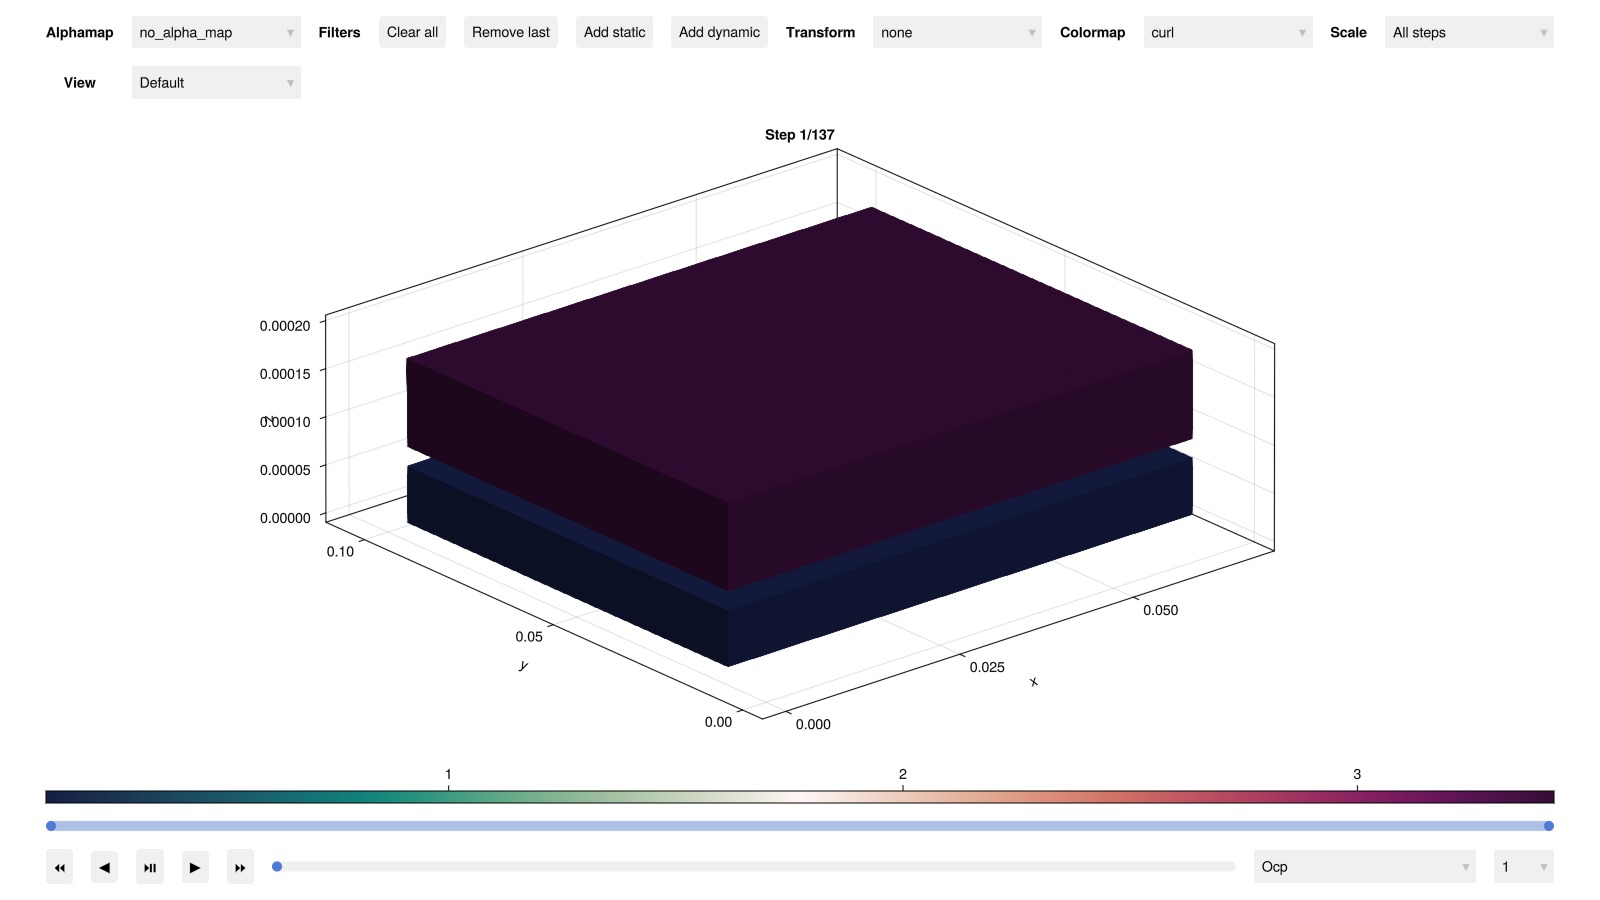 Alphamap no_alpha_map Filters Clear all Remove last Add static Add dynamic Transform none Colormap curl Scale All steps
View Default
Step 1/137
0.00020
0.00015
0.00010
z
0.00005
0.00000
0.10
0.05
y
0.00
0.000
0.025
x
0.050
1 2 3
Ocp 1